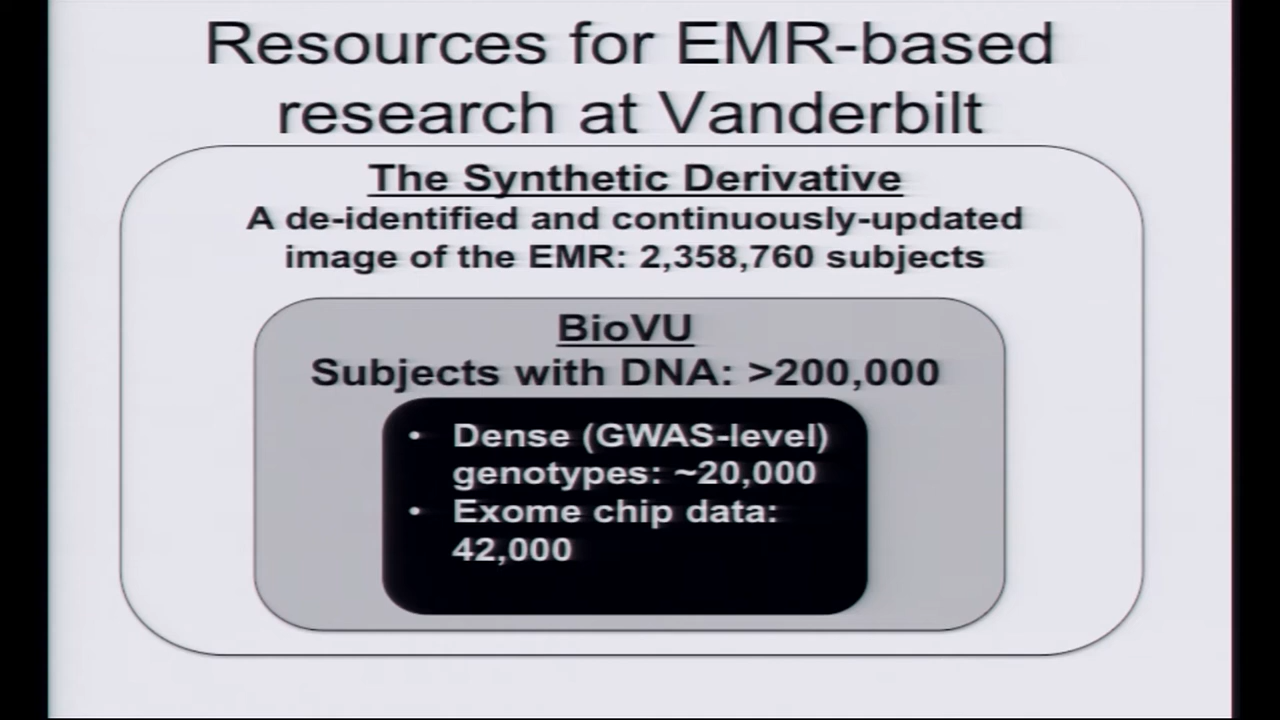 Resources for EMR-based
research at Vanderbilt
The Synthetic Derivative
A de-identified and continuously-updated
image of the EMR: 2,358,760 subjects
BioVU
Subjects with DNA: >200,000
• Dense (GWAS-level)
genotypes: ~20,000
• Exome chip data:
42,000